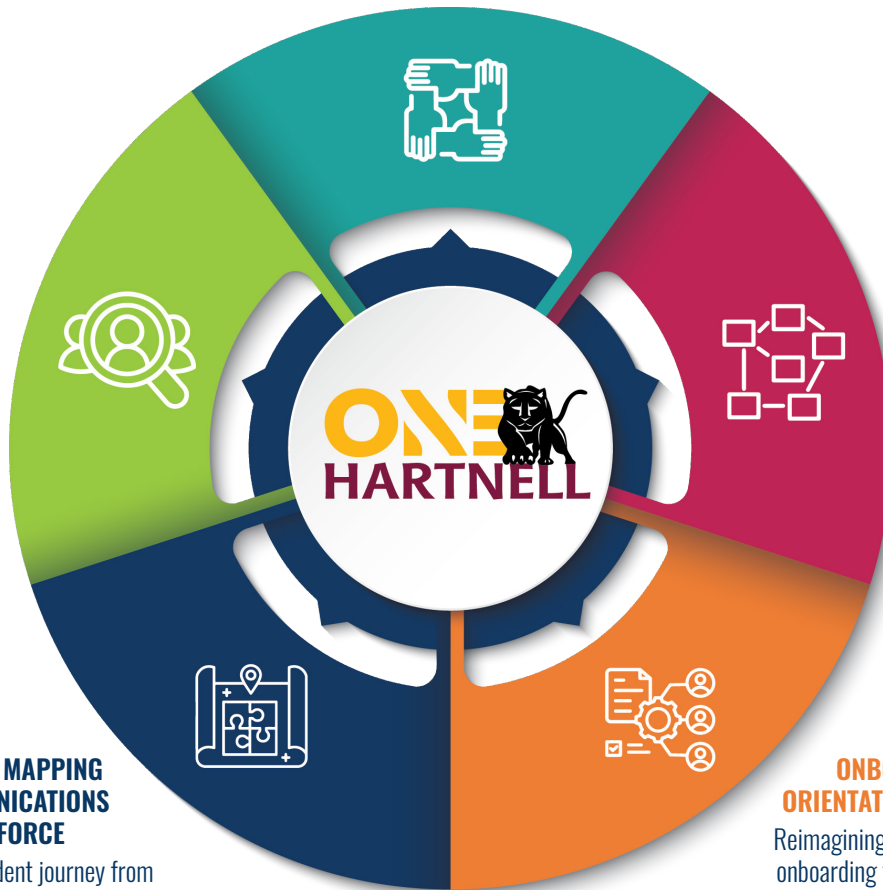 ONE
HARTNELL
MAPPING
NICATIONS
FORCE
dent journey from
ONB
ORIENTAT
Reimagining
onboarding